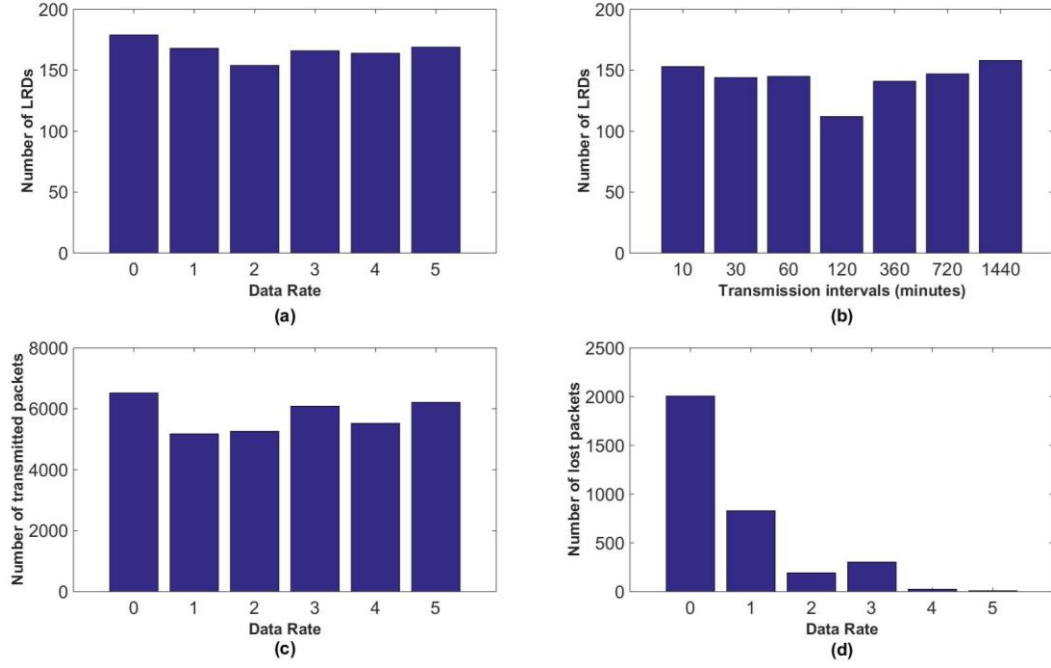 200
150
100
50
0
Number of LRDs
0 1 2 3 4 5
Data Rate
(a)
200
150
100
50
0
Number of LRDs
10 30 60 120 360 720 1440
Transmission intervals (minutes)
(b)
8000
6000
4000
2000
0
Number of transmitted packets
0 1 2 3 4 5
Data Rate
(c)
2500
2000
1500
1000
500
0
Number of lost packets
0 1 2 3 4 5
Data Rate
(d)